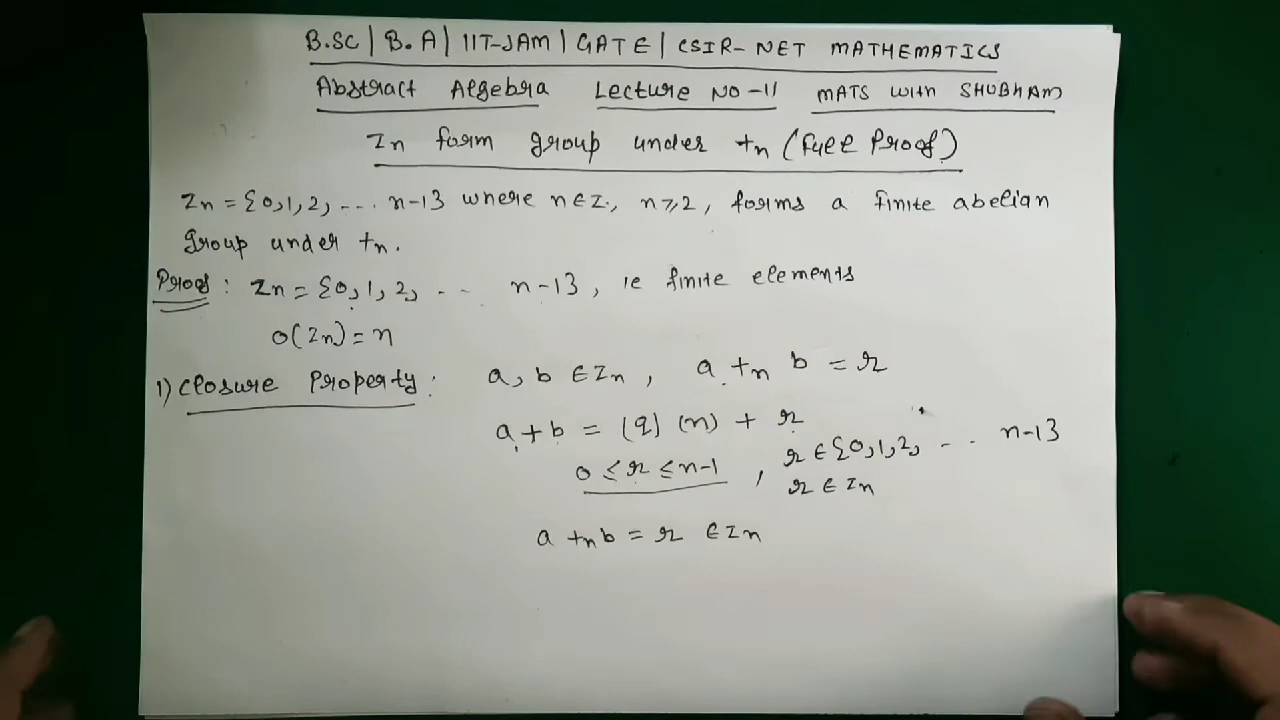 B.SC | B.A | IIT-JAM | GATE | CSIR-NET MATHEMATICS
Abstract Algebra Lecture NO-11 MATS with SHUBHAM
Zn form group under +n (Full Proof)
Zn = {0,1,2, ... n-1} where n∈Z, n≥2, forms a finite abelian
group under +n.
Proof: Zn = {0,1,2, .. n-1}, ie finite elements
O(Zn) = n
1) Closure Property: a, b ∈ Zn, a +n b = r
a + b = (q) (n) + r
0 ≤ r ≤ n-1, r ∈ {0,1,2, .. n-1}
r ∈ Zn
a +n b = r ∈ Zn